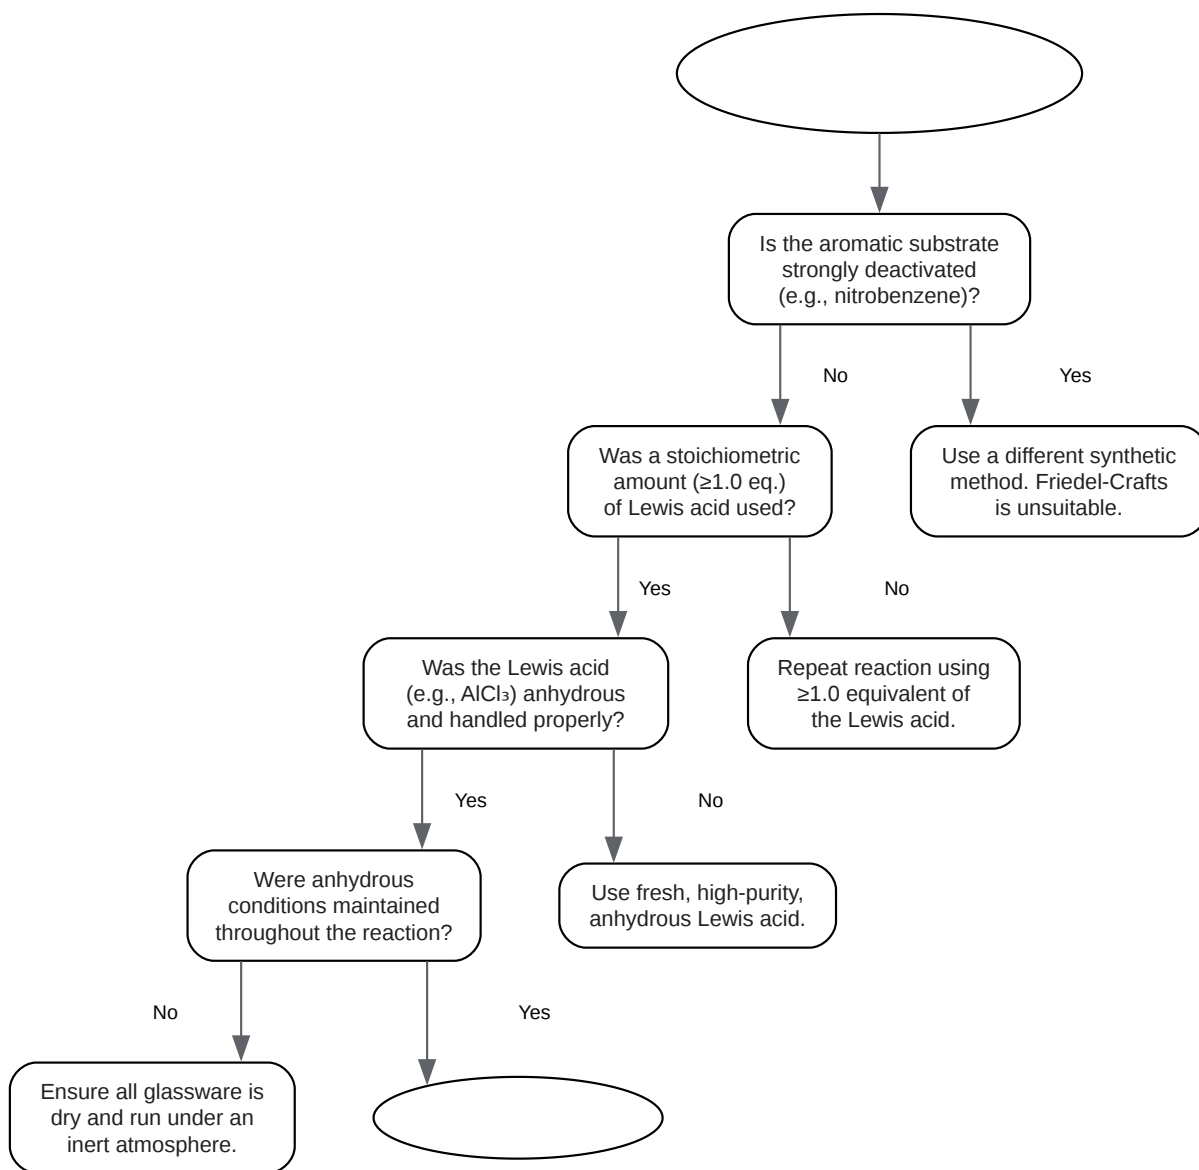 Is the aromatic substrate
strongly deactivated
(e.g., nitrobenzene)?
No
Yes
Was a stoichiometric
amount (≥1.0 eq.)
of Lewis acid used?
Use a different synthetic
method. Friedel-Crafts
is unsuitable.
Yes
No
Was the Lewis acid
(e.g., AlCl₃) anhydrous
and handled properly?
Repeat reaction using
≥1.0 equivalent of
the Lewis acid.
Yes
No
Were anhydrous
conditions maintained
throughout the reaction?
Use fresh, high-purity,
anhydrous Lewis acid.
No
Yes
Ensure all glassware is
dry and run under an
inert atmosphere.